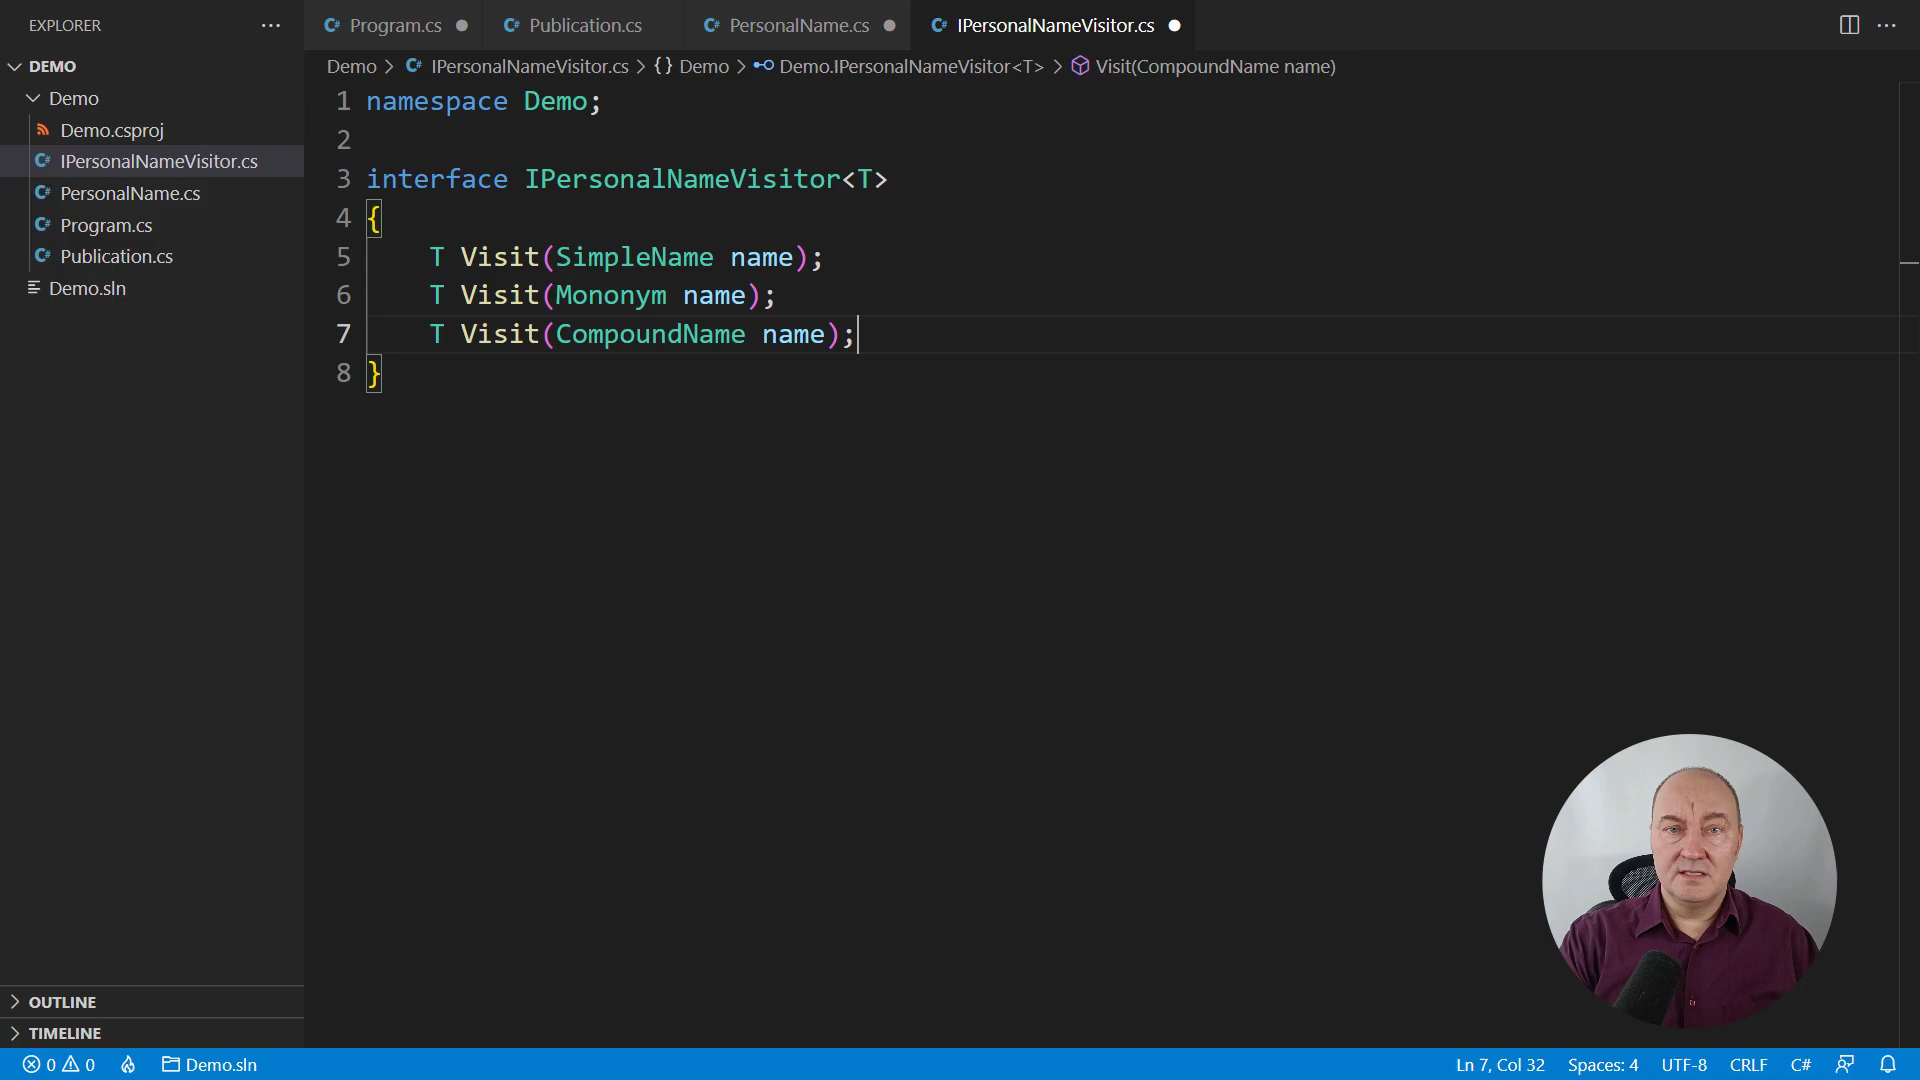 EXPLORER
DEMO
Demo
Demo.csproj
IPersonalNameVisitor.cs
PersonalName.cs
Program.cs
Publication.cs
Demo.sln
OUTLINE
TIMELINE
Program.cs Publication.cs PersonalName.cs IPersonalNameVisitor.cs
Demo > IPersonalNameVisitor.cs > {} Demo > Demo.IPersonalNameVisitor<T> > Visit(CompoundName name)
1 namespace Demo;
2
3 interface IPersonalNameVisitor<T>
4 {
5 T Visit(SimpleName name);
6 T Visit(Mononym name);
7 T Visit(CompoundName name);
8 }
0 0 Demo.sln Ln 7, Col 32 Spaces: 4 UTF-8 CRLF C#